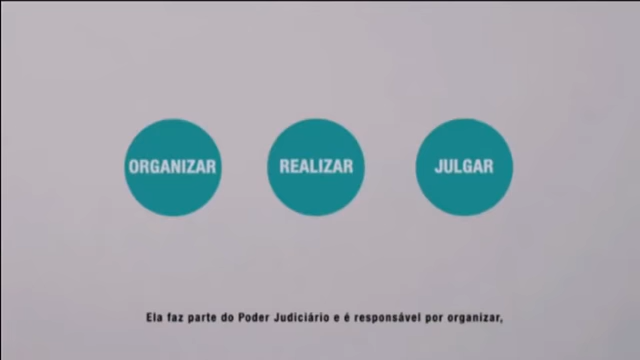 ORGANIZAR REALIZAR JULGAR
Ela faz parte do Poder Judiciário e é responsável por organizar,